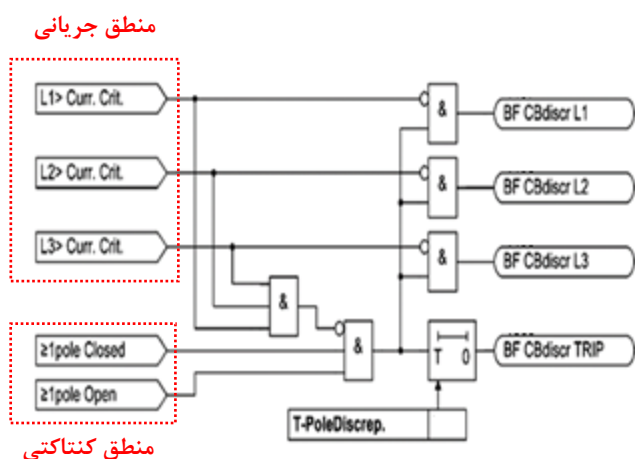 منطق جریانی
L1> Curr. Crit.
&
BF CBdiscr L1
L2> Curr. Crit.
&
BF CBdiscr L2
L3> Curr. Crit.
&
BF CBdiscr L3
&
≥1pole Closed
&
T 0
BF CBdiscr TRIP
≥1pole Open
T-PoleDiscrep.
منطق کنتاکتی